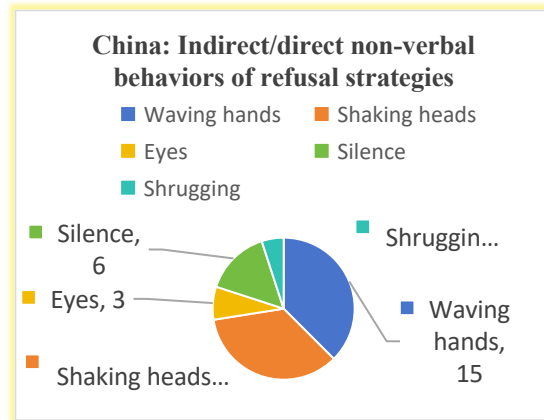 China: Indirect/direct non-verbal
behaviors of refusal strategies
Waving hands
Shaking heads
Eyes
Silence
Shrugging
Silence,
6
Shruggin...
Eyes, 3
Waving
hands,
15
Shaking heads...